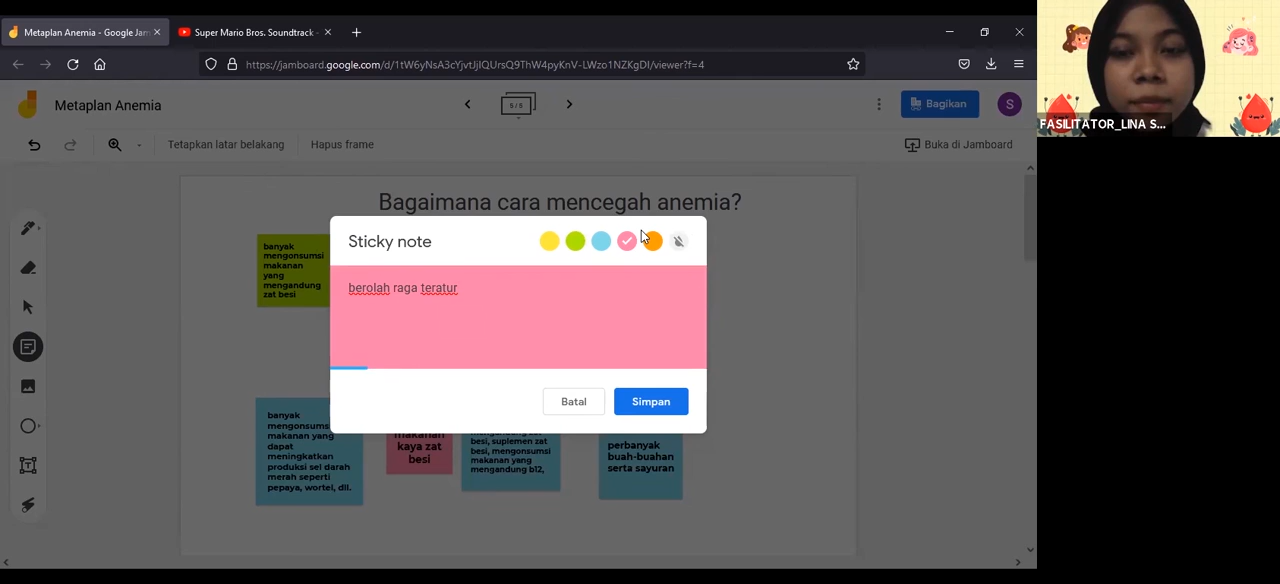 Metaplan Anemia - Google Jam
Super Mario Bros. Soundtrack -
https://jamboard.google.com/d/1tW6yNsA3cYjvtJjIQUrsQ9ThW4pyKnV-LWzo1NZKgDI/viewer?f=4
Metaplan Anemia
5/5
Bagikan
S
Tetapkan latar belakang
Hapus frame
Buka di Jamboard
Bagaimana cara mencegah anemia?
banyak
mengonsumsi
makanan
yang
mengandung
zat besi
Sticky note
berolah raga teratur
Batal
Simpan
banyak
mengonsums
makanan yang
dapat
meningkatkan
produksi sel darah
merah seperti
pepaya, wortel, dll.
makanan
kaya zat
besi
mengandung zat
besi, suplemen zat
besi, mengonsumsi
makanan yang
mengandung b12,
perbanyak
buah-buahan
serta sayuran
FASILITATOR_LINA S...